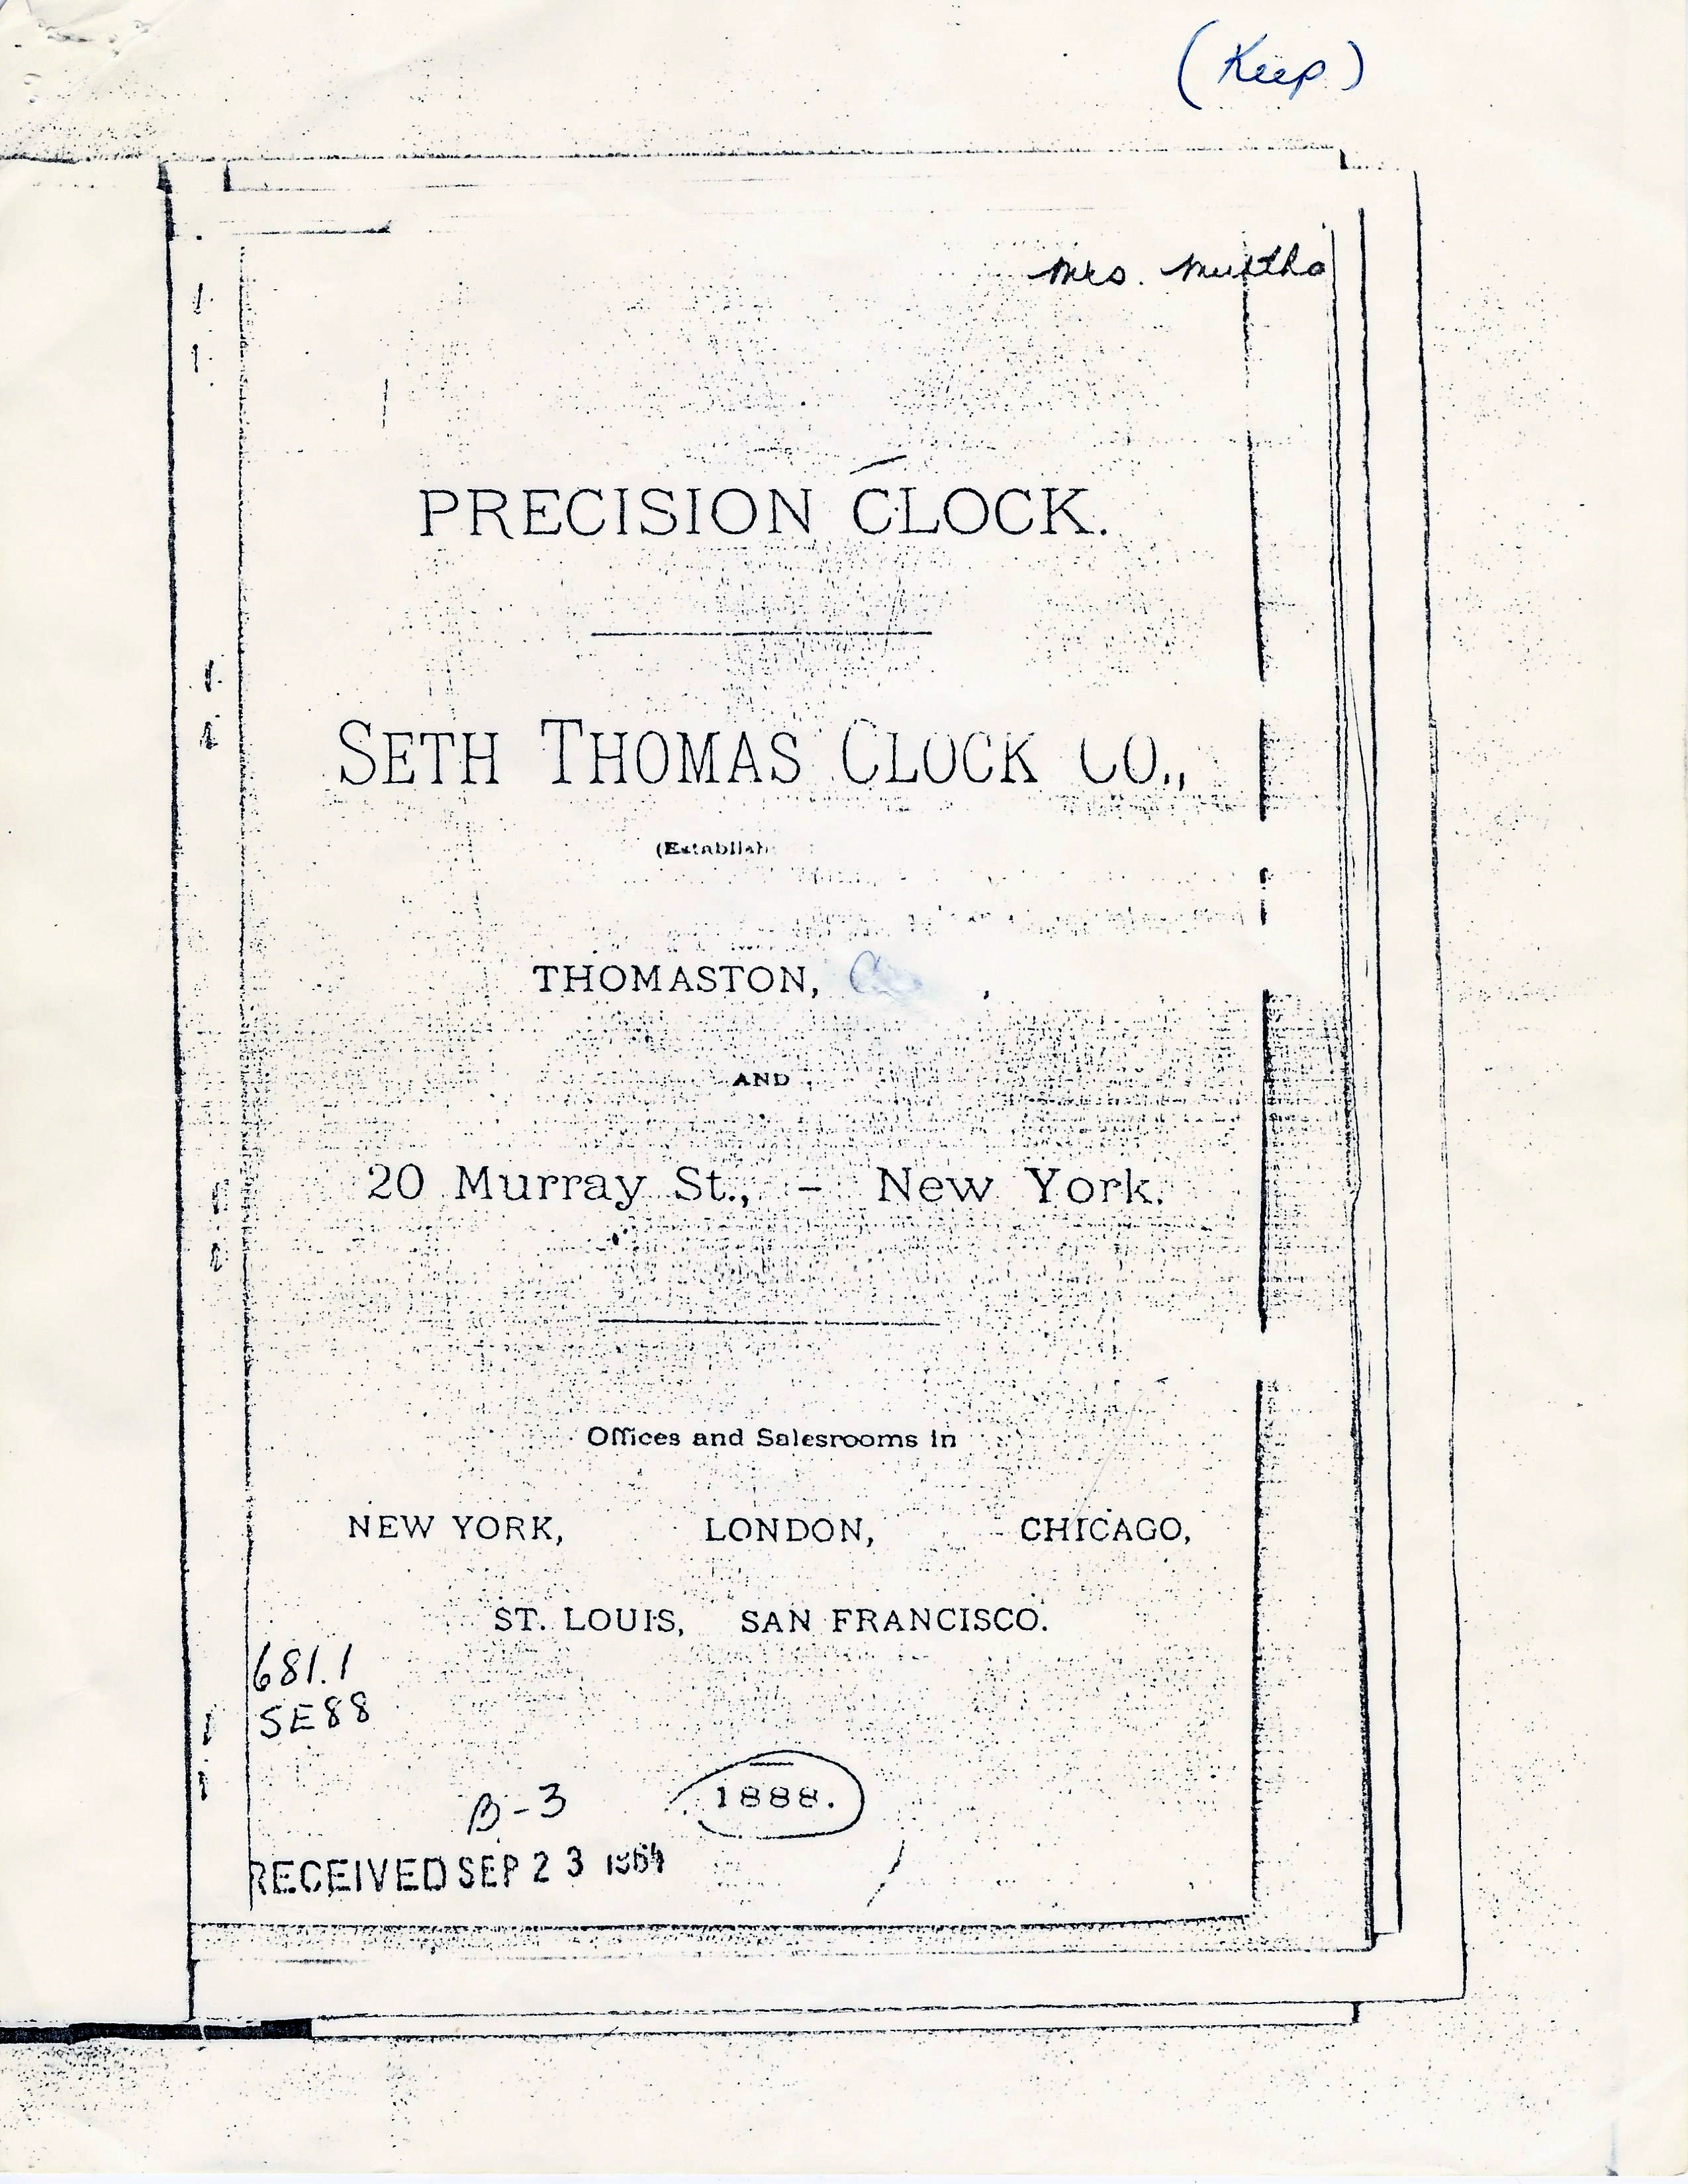 (Keep)
Mrs. Murtha
PRECISION CLOCK.
SETH THOMAS CLOCK CO.,
THOMASTON,
AND
20 Murray St., - New York.
Offices and Salesrooms in
NEW YORK, LONDON, CHICAGO,
ST. LOUIS, SAN FRANCISCO.
681.1
SE88
B-3 1888.
RECEIVED SEP 23 1964